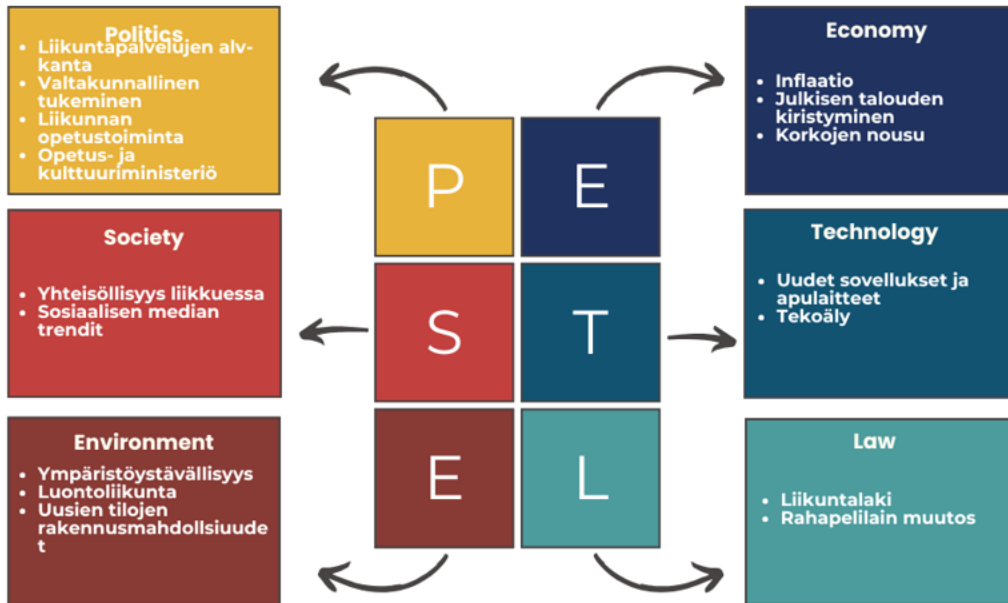 Politics
• Liikuntapalvelujen alv-
kanta
• Valtakunnallinen
tukeminen
• Liikunnan
opetustoiminta
• Opetus- ja
kulttuuriministeriö
Economy
• Inflaatio
• Julkisen talouden
kiristyminen
• Korkojen nousu
P
E
Society
• Yhteisöllisyys liikkuessa
• Sosiaalisen median
trendit
Technology
• Uudet sovellukset ja
apulaitteet
• Tekoäly
S
T
Environment
• Ympäristöystävällisyys
• Luontoliikunta
• Uusien tilojen
rakennusmahdollsiuude
t
Law
• Liikuntalaki
• Rahapelilain muutos
E
L